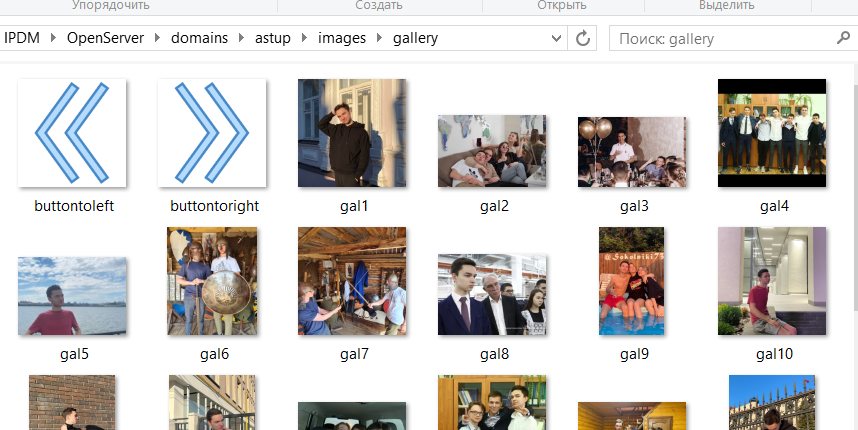 Упорядочить Создать Открыть Выделить
IPDM OpenServer domains astup images gallery Поиск: gallery
buttontoleft buttontoright gal1 gal2 gal3 gal4
@Sokolniki75
gal5 gal6 gal7 gal8 gal9 gal10